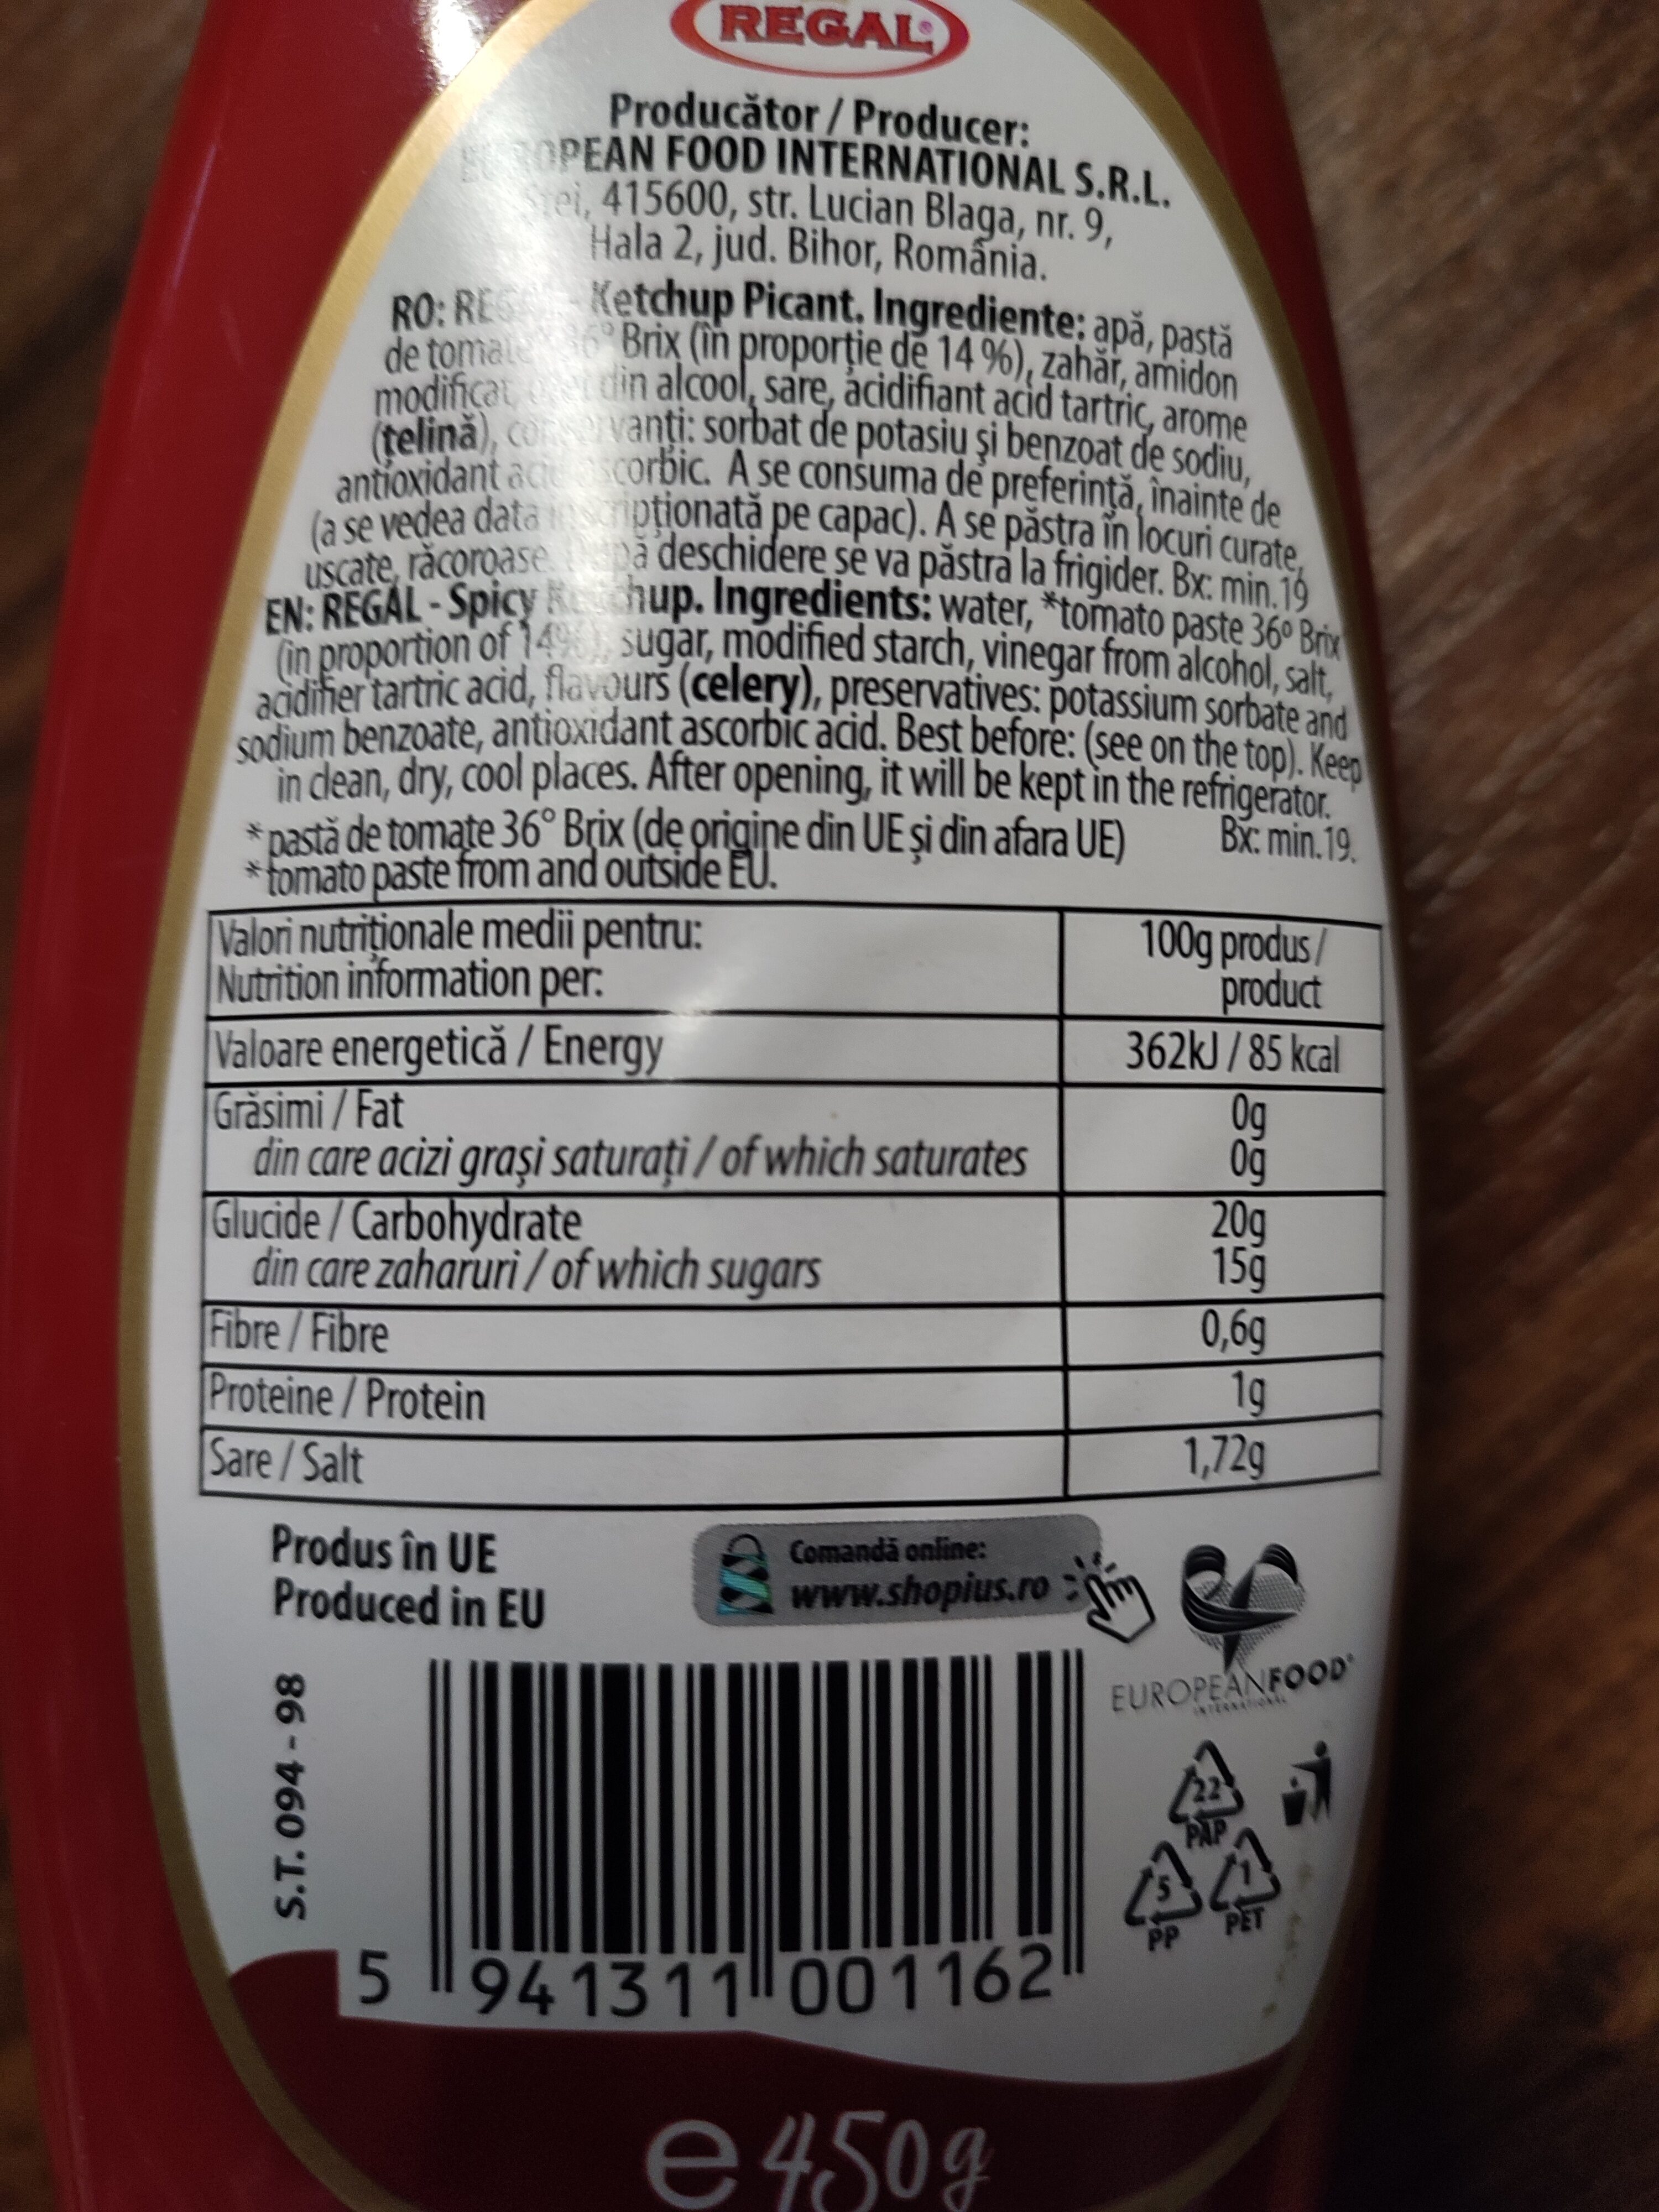 REGAL®
Producător / Producer:
EUROPEAN FOOD INTERNATIONAL S.R.L.
Ștei, 415600, str. Lucian Blaga, nr. 9,
Hala 2, jud. Bihor, România.
RO: REGAL - Ketchup Picant. Ingrediente: apă, pastă
de tomate 36° Brix (în proporție de 14 %), zahăr, amidon
modificat, oțet din alcool, sare, acidifiant acid tartric, arome
(țelină), conservanți: sorbat de potasiu și benzoat de sodiu,
antioxidant acid ascorbic. A se consuma de preferință, înainte de
(a se vedea data inscripționată pe capac). A se păstra în locuri curate,
uscate, răcoroase. După deschidere se va păstra la frigider. Bx: min.19
EN: REGAL - Spicy Ketchup. Ingredients: water, *tomato paste 36° Brix
(in proportion of 14%), sugar, modified starch, vinegar from alcohol, salt,
acidifier tartric acid, flavours (celery), preservatives: potassium sorbate and
sodium benzoate, antioxidant ascorbic acid. Best before: (see on the top). Keep
in clean, dry, cool places. After opening, it will be kept in the refrigerator.
Bx: min.19.
* pastă de tomate 36° Brix (de origine din UE și din afara UE)
* tomato paste from and outside EU.
Valori nutriționale medii pentru: 100g produs /
Nutrition information per: product
Valoare energetică / Energy 362kJ / 85 kcal
Grăsimi / Fat 0g
din care acizi grași saturați / of which saturates 0g
Glucide / Carbohydrate 20g
din care zaharuri / of which sugars 15g
Fibre / Fibre 0,6g
Proteine / Protein 1g
Sare / Salt 1,72g
Produs în UE
Produced in EU
Comandă online:
www.shopius.ro
EUROPEANFOOD®
INTERNATIONAL
S.T. 094 - 98
22
PAP
5
PP
1
PET
5 941311 001162
e 450g